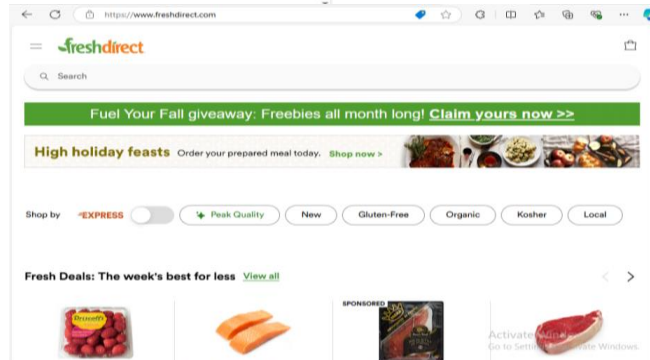 https://www.freshdirect.com
freshdirect
Search
Fuel Your Fall giveaway: Freebies all month long! Claim yours now >>
High holiday feasts Order your prepared meal today. Shop now >
Shop by EXPRESS Peak Quality New Gluten-Free Organic Kosher Local
Fresh Deals: The week's best for less View all
SPONSORED
Driscoll's
Activate Windows
Go to Settings to activate Windows.